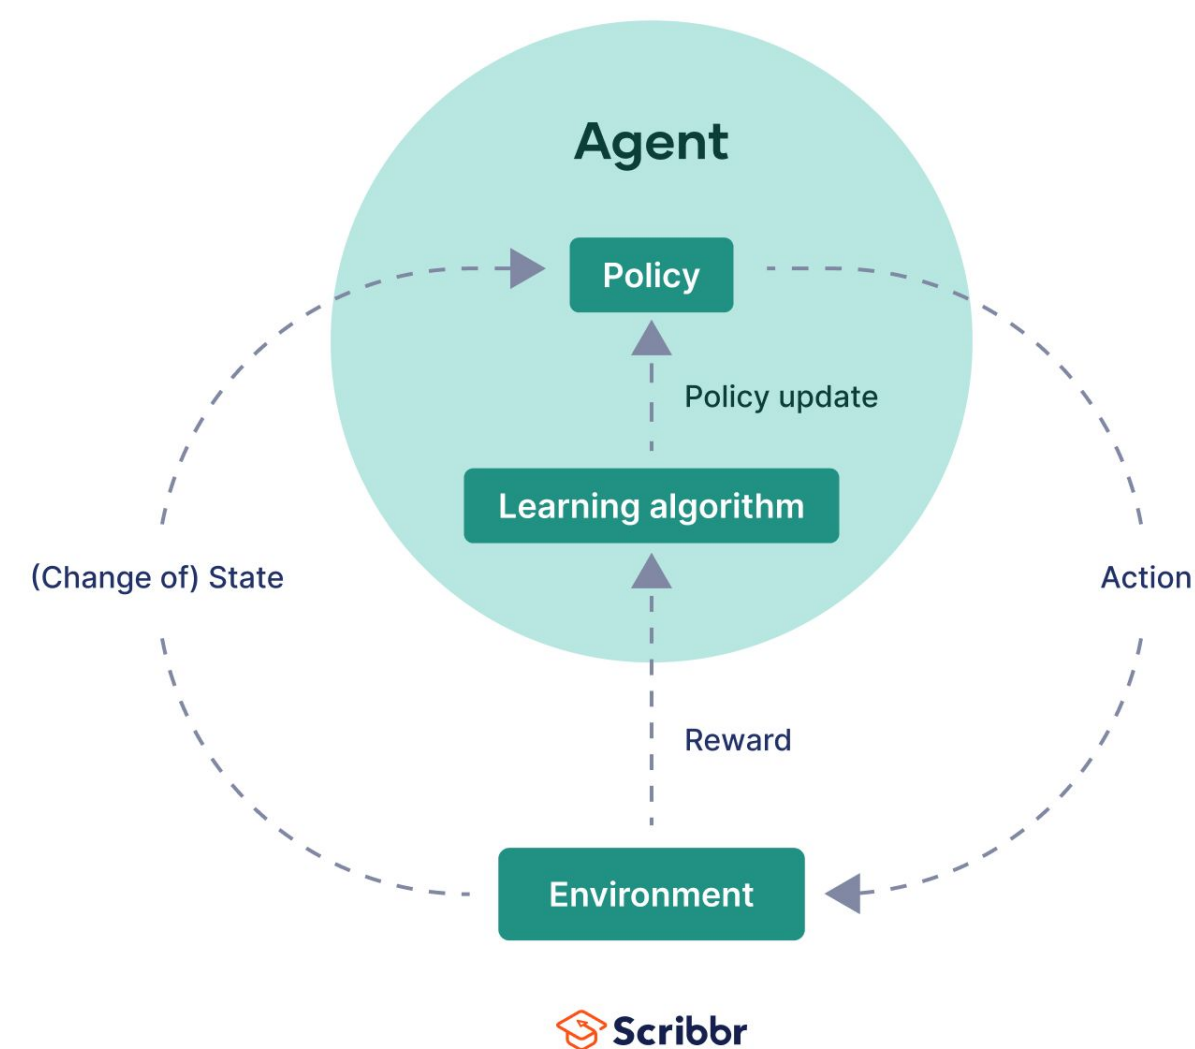 Agent
Policy
Policy update
Learning algorithm
(Change of) State
Action
Reward
Environment
Scribbr